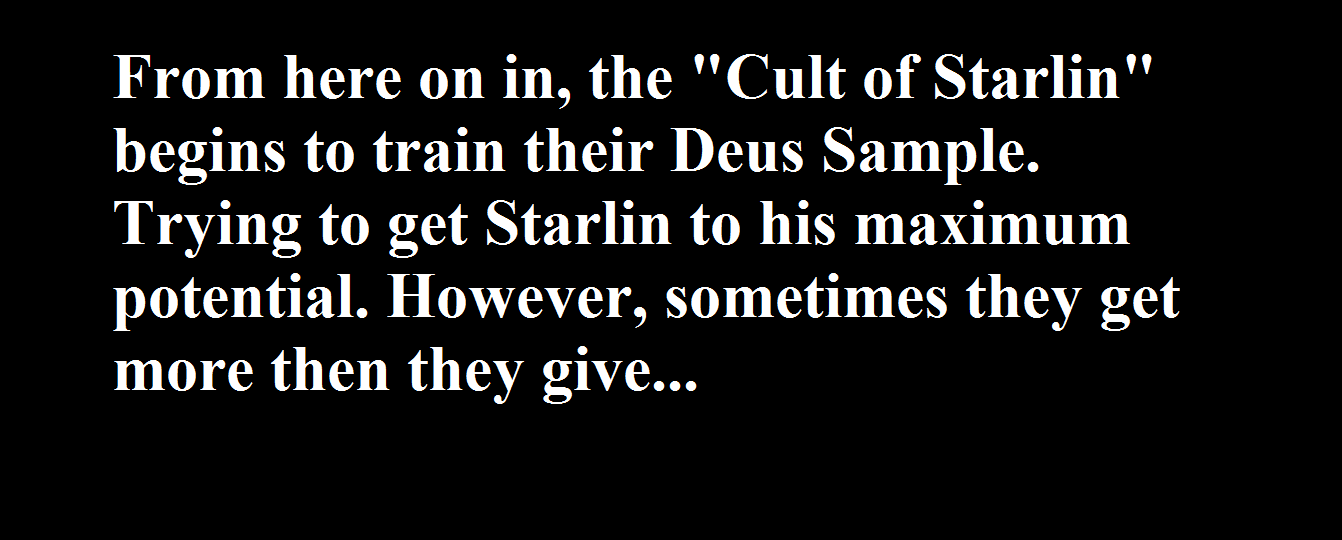 From here on in, the "Cult of Starlin"
begins to train their Deus Sample.
Trying to get Starlin to his maximum
potential. However, sometimes they get
more then they give...